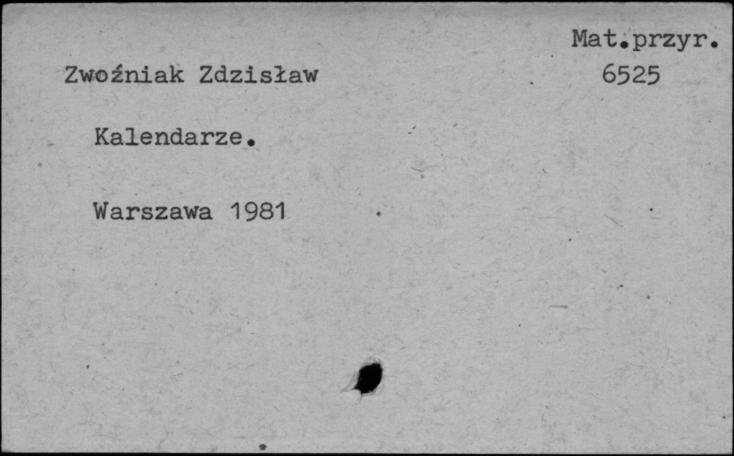 Mat.przyr.
Zwoźniak Zdzisław 6525
Kalendarze.
Warszawa 1981